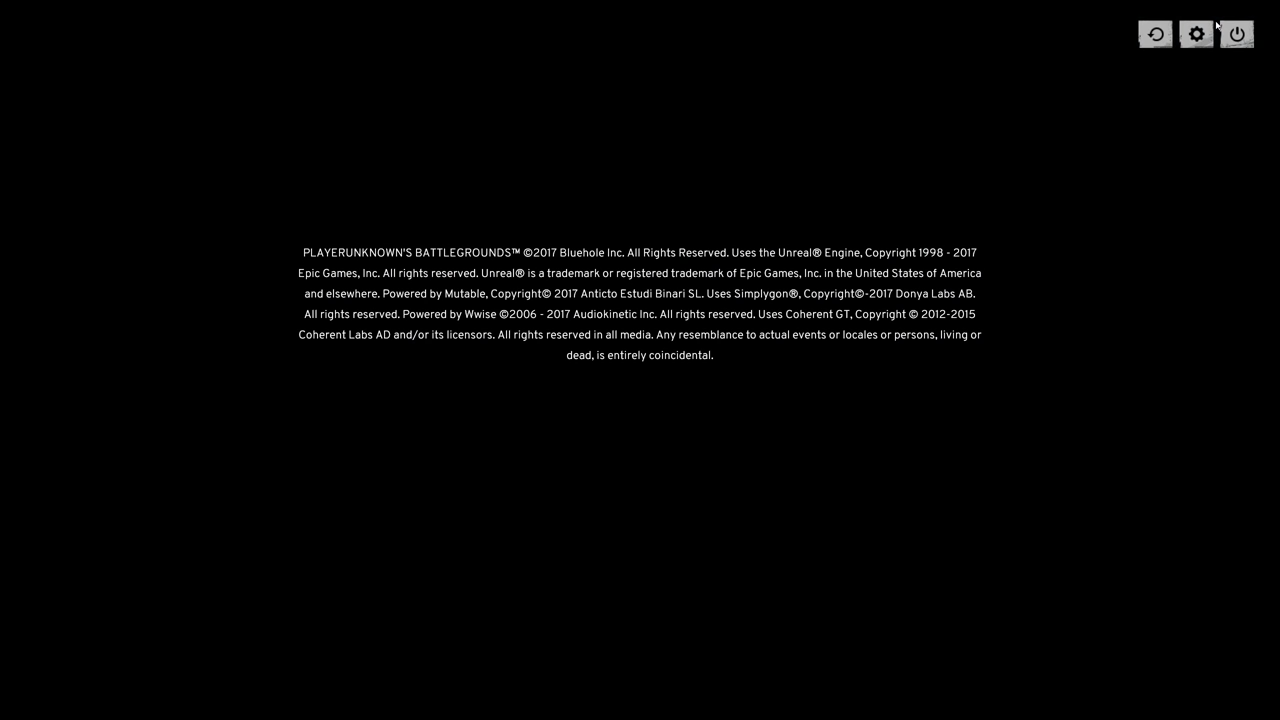 PLAYERUNKNOWN'S BATTLEGROUNDS™ ©2017 Bluehole Inc. All Rights Reserved. Uses the Unreal® Engine, Copyright 1998 - 2017
Epic Games, Inc. All rights reserved. Unreal® is a trademark or registered trademark of Epic Games, Inc. in the United States of America
and elsewhere. Powered by Mutable, Copyright© 2017 Anticto Estudi Binari SL. Uses Simplygon®, Copyright©-2017 Donya Labs AB.
All rights reserved. Powered by Wwise ©2006 - 2017 Audiokinetic Inc. All rights reserved. Uses Coherent GT, Copyright © 2012-2015
Coherent Labs AD and/or its licensors. All rights reserved in all media. Any resemblance to actual events or locales or persons, living or
dead, is entirely coincidental.